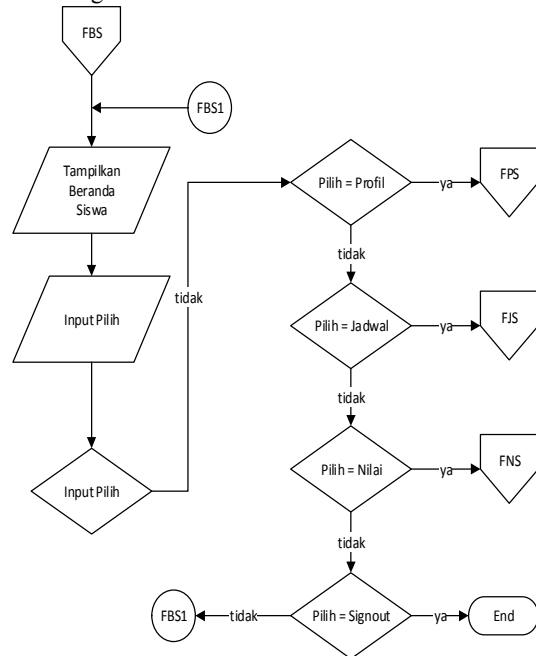 FBS
FBS1
Tampilkan
Beranda
Siswa
Input Pilih
Input Pilih
tidak
Pilih = Profil
ya
FPS
tidak
Pilih = Jadwal
ya
FJS
tidak
Pilih = Nilai
ya
FNS
tidak
Pilih = Signout
tidak
FBS1
ya
End